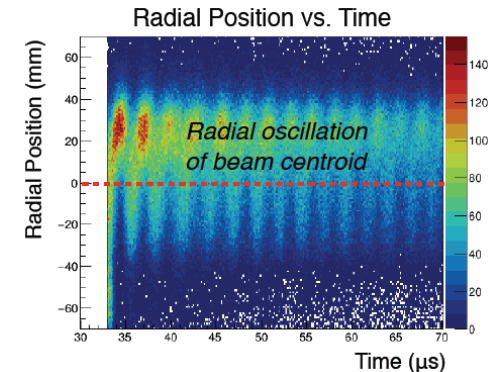 Radial Position vs. Time
Radial Position (mm)
60
40
20
0
−20
−40
−60
Radial oscillation
of beam centroid
30 35 40 45 50 55 60 65 70
Time (μs)
140
120
100
80
60
40
20
0